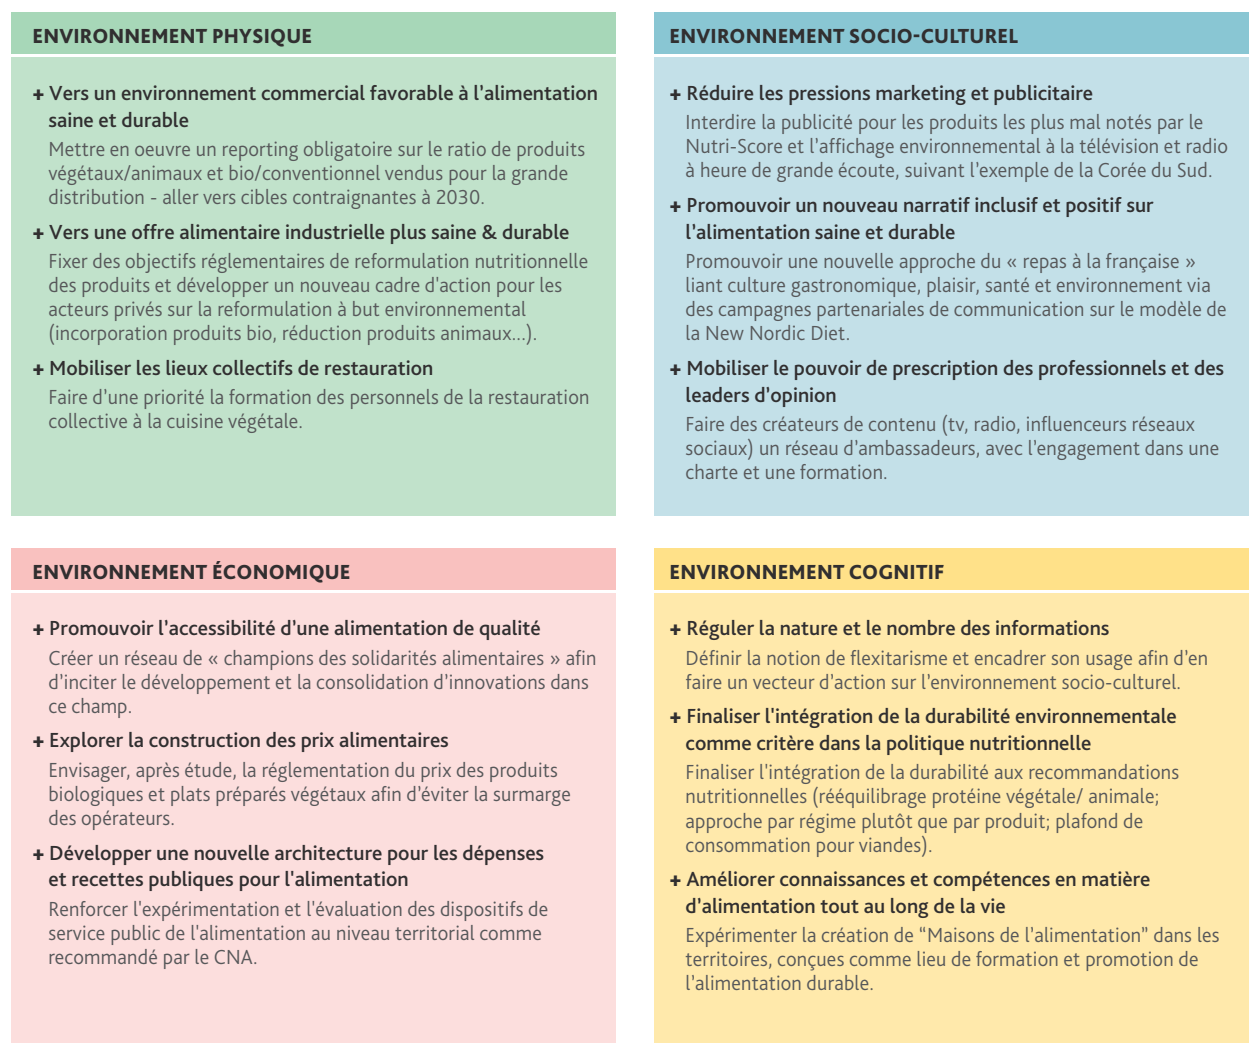 ENVIRONNEMENT PHYSIQUE
+ Vers un environnement commercial favorable à l'alimentation
saine et durable
Mettre en oeuvre un reporting obligatoire sur le ratio de produits
végétaux/animaux et bio/conventionnel vendus pour la grande
distribution - aller vers cibles contraignantes à 2030.
+ Vers une offre alimentaire industrielle plus saine & durable
Fixer des objectifs réglementaires de reformulation nutritionnelle
des produits et développer un nouveau cadre d'action pour les
acteurs privés sur la reformulation à but environnemental
(incorporation produits bio, réduction produits animaux...).
+ Mobiliser les lieux collectifs de restauration
Faire d'une priorité la formation des personnels de la restauration
collective à la cuisine végétale.
ENVIRONNEMENT SOCIO-CULTUREL
+ Réduire les pressions marketing et publicitaire
Interdire la publicité pour les produits les plus mal notés par le
Nutri-Score et l'affichage environnemental à la télévision et radio
à heure de grande écoute, suivant l'exemple de la Corée du Sud.
+ Promouvoir un nouveau narratif inclusif et positif sur
l'alimentation saine et durable
Promouvoir une nouvelle approche du « repas à la française »
liant culture gastronomique, plaisir, santé et environnement via
des campagnes partenariales de communication sur le modèle de
la New Nordic Diet.
+ Mobiliser le pouvoir de prescription des professionnels et des
leaders d'opinion
Faire des créateurs de contenu (tv, radio, influenceurs réseaux
sociaux) un réseau d'ambassadeurs, avec l'engagement dans une
charte et une formation.
ENVIRONNEMENT ÉCONOMIQUE
+ Promouvoir l'accessibilité d'une alimentation de qualité
Créer un réseau de « champions des solidarités alimentaires » afin
d'inciter le développement et la consolidation d'innovations dans
ce champ.
+ Explorer la construction des prix alimentaires
Envisager, après étude, la réglementation du prix des produits
biologiques et plats préparés végétaux afin d'éviter la surmarge
des opérateurs.
+ Développer une nouvelle architecture pour les dépenses
et recettes publiques pour l'alimentation
Renforcer l'expérimentation et l'évaluation des dispositifs de
service public de l'alimentation au niveau territorial comme
recommandé par le CNA.
ENVIRONNEMENT COGNITIF
+ Réguler la nature et le nombre des informations
Définir la notion de flexitarisme et encadrer son usage afin d'en
faire un vecteur d'action sur l'environnement socio-culturel.
+ Finaliser l'intégration de la durabilité environnementale
comme critère dans la politique nutritionnelle
Finaliser l'intégration de la durabilité aux recommandations
nutritionnelles (rééquilibrage protéine végétale/ animale;
approche par régime plutôt que par produit; plafond de
consommation pour viandes).
+ Améliorer connaissances et compétences en matière
d'alimentation tout au long de la vie
Expérimenter la création de “Maisons de l'alimentation" dans les
territoires, conçues comme lieu de formation et promotion de
l'alimentation durable.